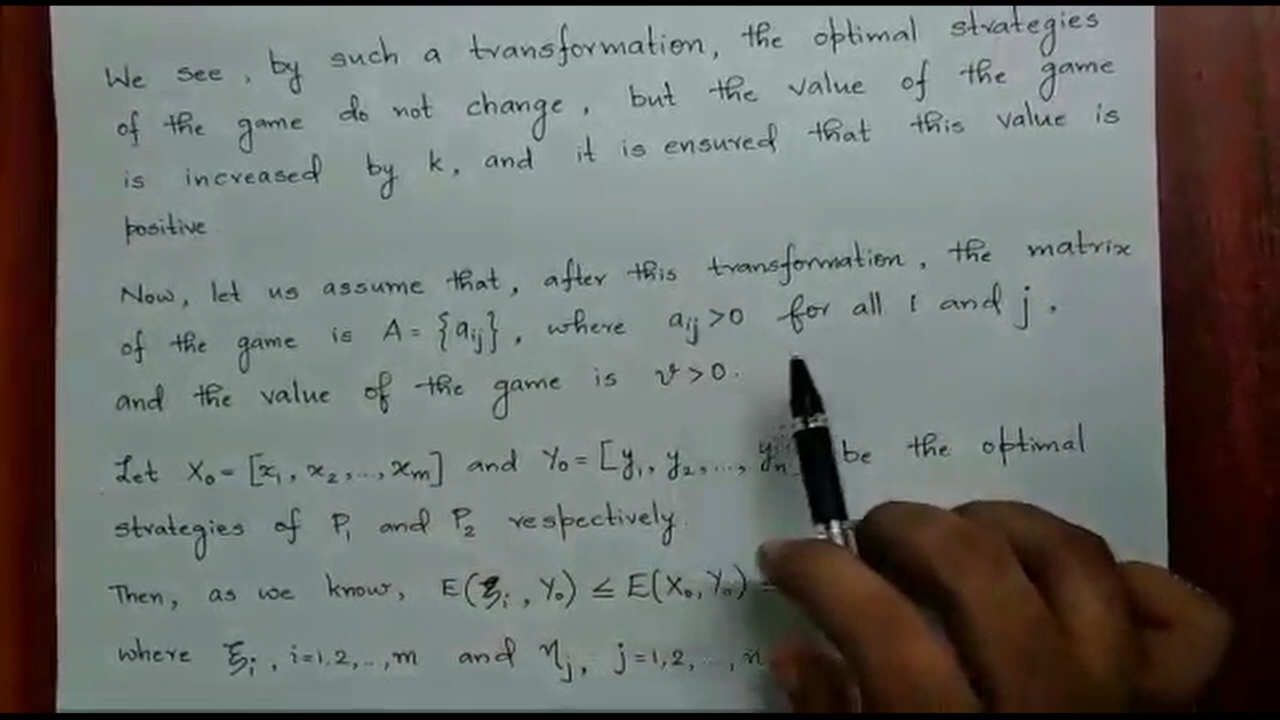 We see, by such a transformation, the optimal strategies
of the game do not change, but the value of the game
is increased by k, and it is ensured that this value is
positive
Now, let us assume that, after this transformation, the matrix
of the game is A = {aᵢⱼ}, where aᵢⱼ > 0 for all i and j,
and the value of the game is v > 0.
Let X₀ = [x₁, x₂, ..., xₘ] and Y₀ = [y₁, y₂, ..., yₙ be the optimal
strategies of P₁ and P₂ respectively.
Then, as we know, E(ξᵢ, Y₀) ≤ E(X₀, Y₀) =
where ξᵢ, i=1,2,..,m and ηⱼ, j=1,2,...,n